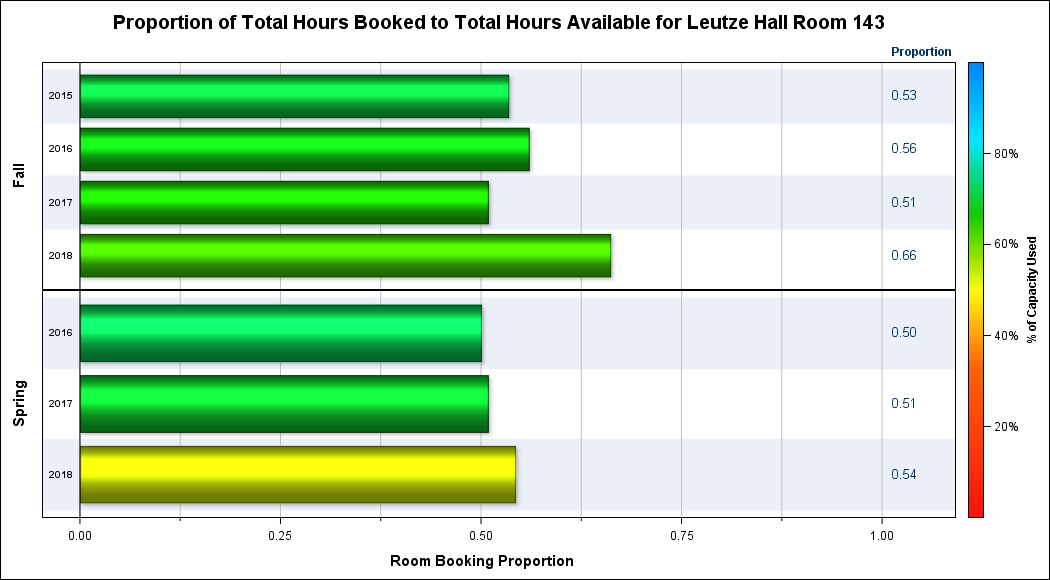 Proportion of Total Hours Booked to Total Hours Available for Leutze Hall Room 143
Proportion
Fall
2015 0.53
2016 0.56
2017 0.51
2018 0.66
Spring
2016 0.50
2017 0.51
2018 0.54
0.00 0.25 0.50 0.75 1.00
Room Booking Proportion
80%
60%
40%
20%
% of Capacity Used